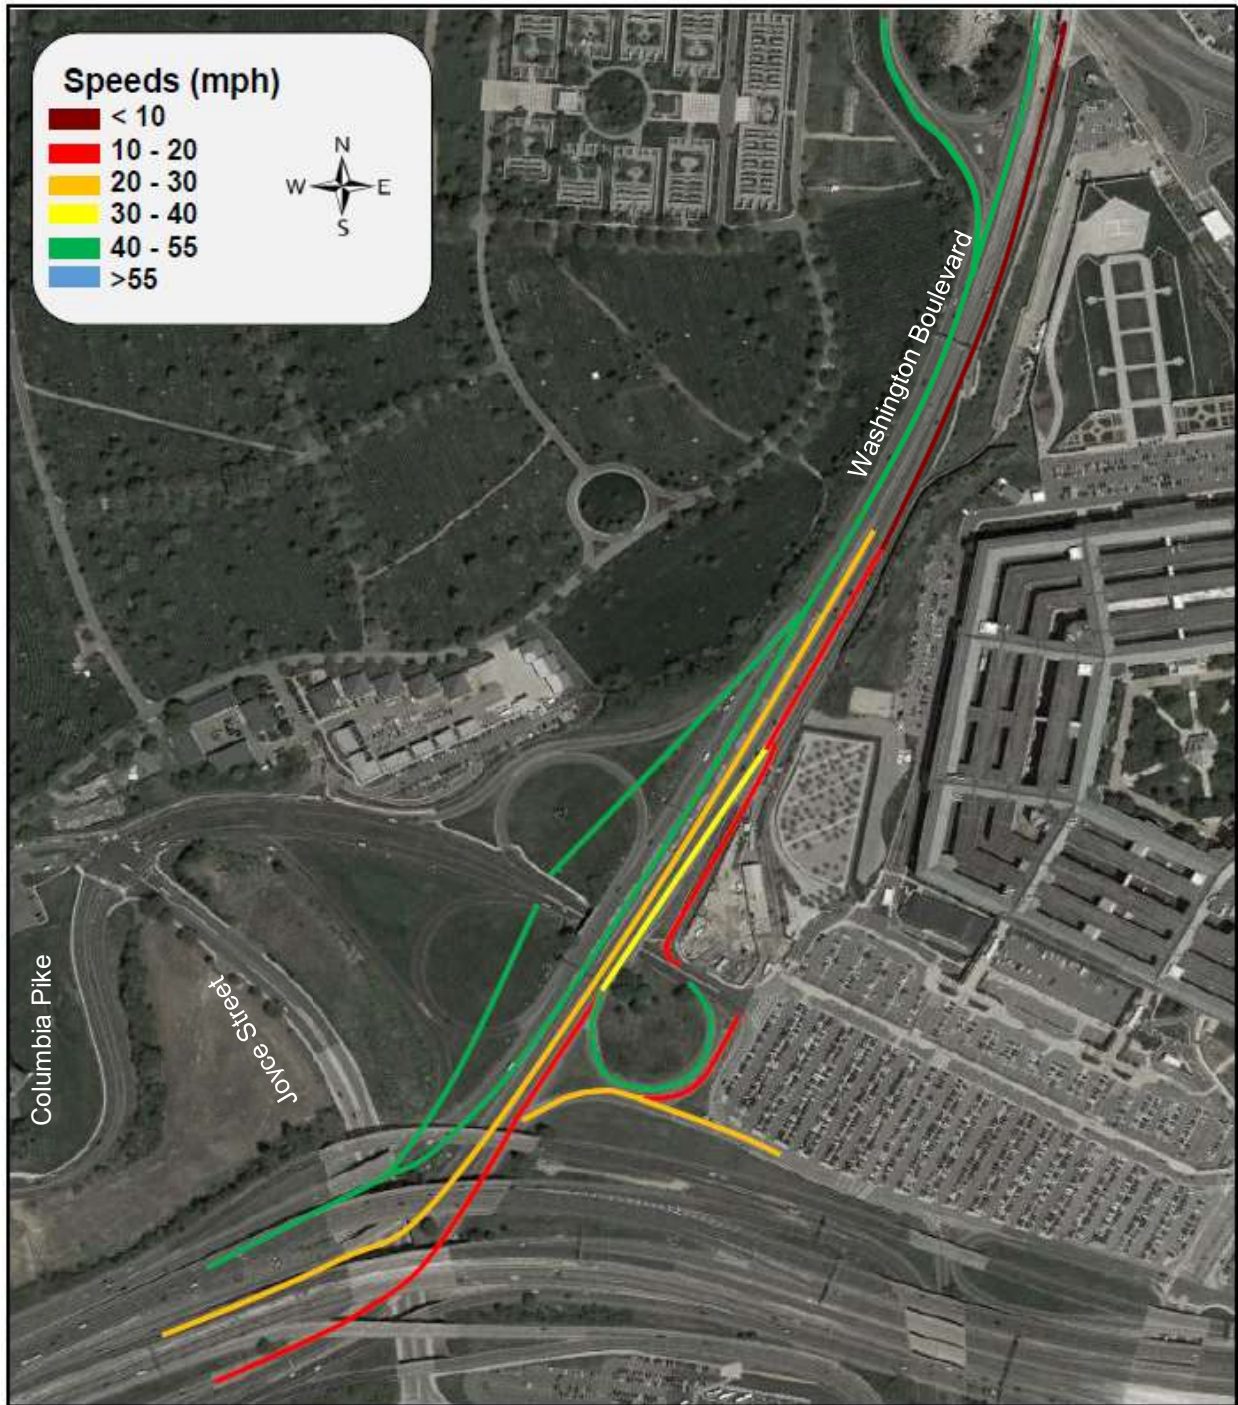 Speeds (mph)
< 10
10 - 20
20 - 30
30 - 40
40 - 55
>55
N
W E
S
Washington Boulevard
Columbia Pike
Joyce Street